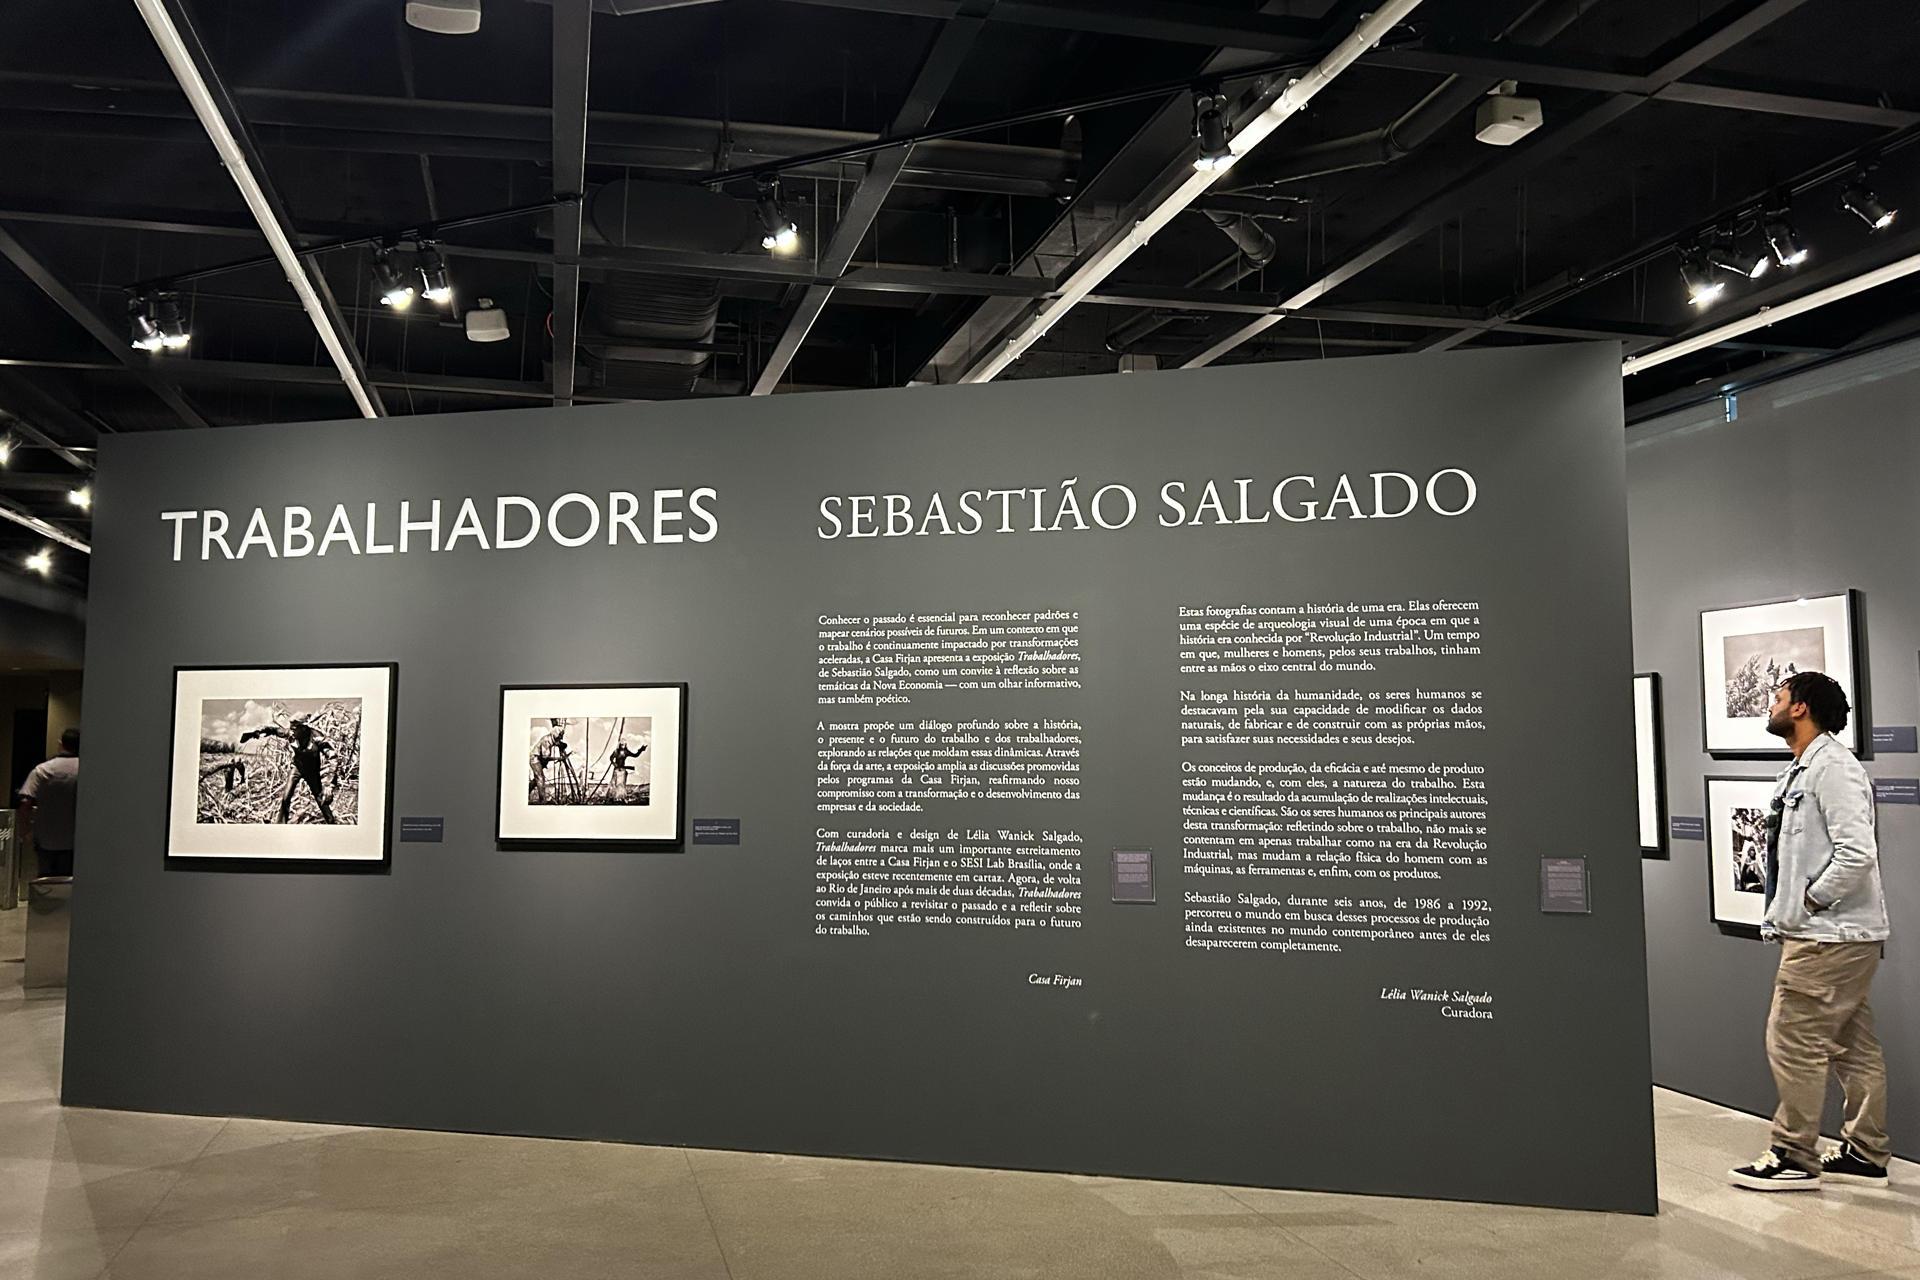 TRABALHADORES
SEBASTIÃO SALGADO
Conhecer o passado é essencial para reconhecer padrões e
mapear cenários possíveis de futuros. Em um contexto em que
o trabalho é continuamente impactado por transformações
aceleradas, a Casa Firjan apresenta a exposição Trabalhadores,
de Sebastião Salgado, como um convite à reflexão sobre as
temáticas da Nova Economia — com um olhar informativo,
mas também poético.
A mostra propõe um diálogo profundo sobre a história,
o presente e o futuro do trabalho e dos trabalhadores,
explorando as relações que moldam essas dinâmicas. Através
da força da arte, a exposição amplia as discussões promovidas
pelos programas da Casa Firjan, reafirmando nosso
compromisso com a transformação e o desenvolvimento das
empresas e da sociedade.
Com curadoria e design de Lélia Wanick Salgado,
Trabalhadores marca mais um importante estreitamento
de laços entre a Casa Firjan e o SESI Lab Brasília, onde a
exposição esteve recentemente em cartaz. Agora, de volta
ao Rio de Janeiro após mais de duas décadas, Trabalhadores
convida o público a revisitar o passado e a refletir sobre
os caminhos que estão sendo construídos para o futuro
do trabalho.
Casa Firjan
Estas fotografias contam a história de uma era. Elas oferecem
uma espécie de arqueologia visual de uma época em que a
história era conhecida por “Revolução Industrial”. Um tempo
em que, mulheres e homens, pelos seus trabalhos, tinham
entre as mãos o eixo central do mundo.
Na longa história da humanidade, os seres humanos se
destacavam pela sua capacidade de modificar os dados
naturais, de fabricar e de construir com as próprias mãos,
para satisfazer suas necessidades e seus desejos.
Os conceitos de produção, da eficácia e até mesmo de produto
estão mudando, e, com eles, a natureza do trabalho. Esta
mudança é o resultado da acumulação de realizações intelectuais,
técnicas e científicas. São os seres humanos os principais autores
desta transformação: refletindo sobre o trabalho, não mais se
contentam em apenas trabalhar como na era da Revolução
Industrial, mas mudam a relação física do homem com as
máquinas, as ferramentas e, enfim, com os produtos.
Sebastião Salgado, durante seis anos, de 1986 a 1992,
percorreu o mundo em busca desses processos de produção
ainda existentes no mundo contemporâneo antes de eles
desaparecerem completamente.
Lélia Wanick Salgado
Curadora